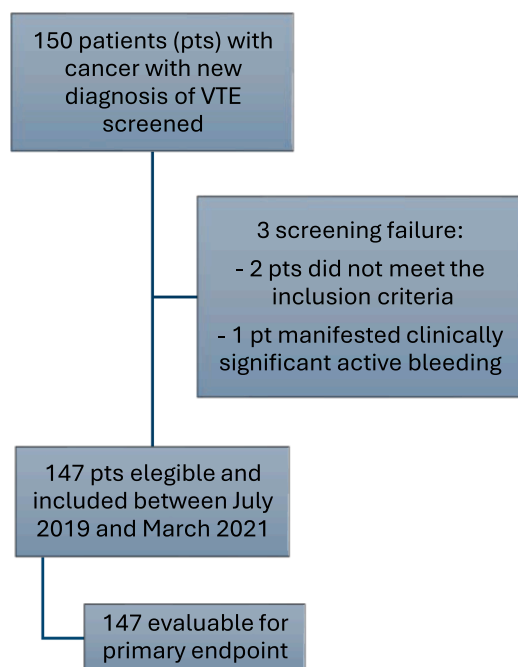 150 patients (pts) with
cancer with new
diagnosis of VTE
screened
3 screening failure:
- 2 pts did not meet the
inclusion criteria
- 1 pt manifested clinically
significant active bleeding
147 pts elegible and
included between July
2019 and March 2021
147 evaluable for
primary endpoint